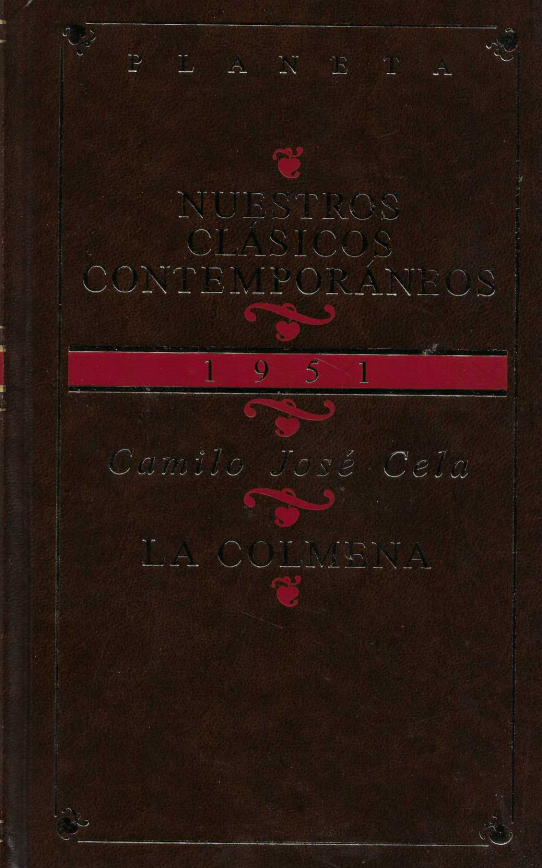 PLANETA
NUESTROS
CLÁSICOS
CONTEMPORÁNEOS
1951
Camilo José Cela
LA COLMENA